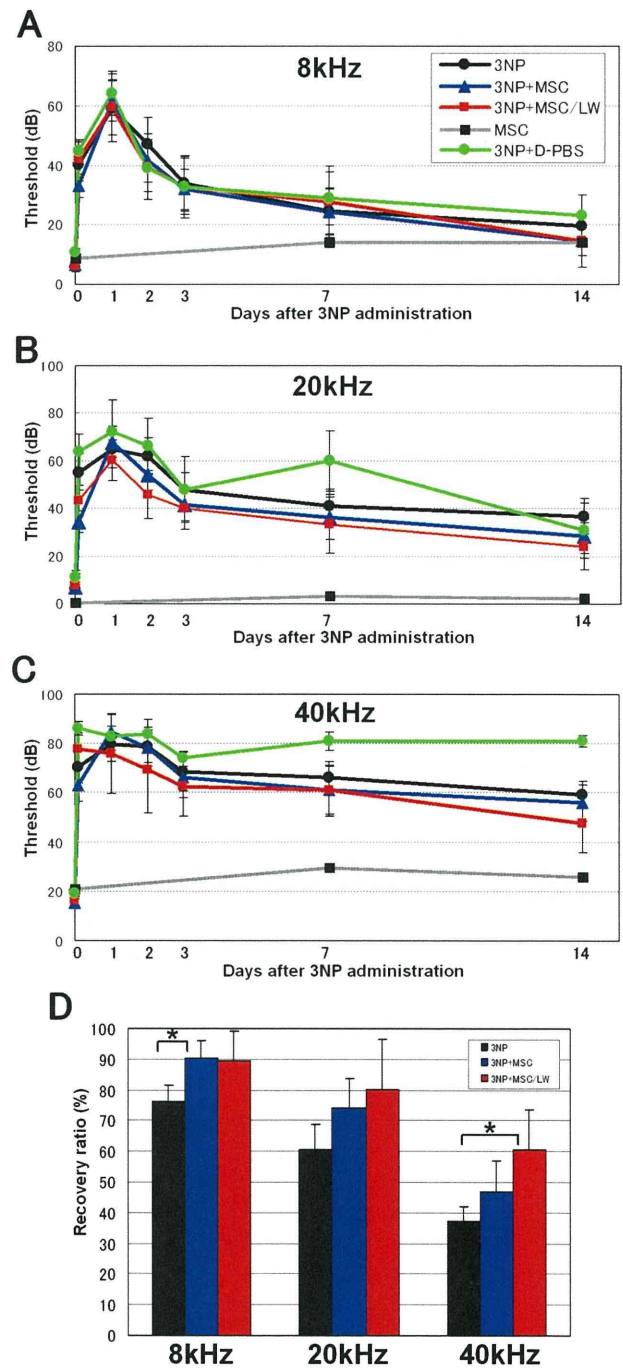 A
8kHz
3NP
3NP+MSC
3NP+MSC/LW
MSC
3NP+D-PBS
Threshold (dB)
80
60
40
20
0
0 1 2 3 7 14
Days after 3NP administration
B
20kHz
Threshold (dB)
100
80
60
40
20
0
0 1 2 3 7 14
Days after 3NP administration
C
40kHz
Threshold (dB)
100
80
60
40
20
0
0 1 2 3 7 14
Days after 3NP administration
D
3NP
3NP+MSC
3NP+MSC/LW
Recovery ratio (%)
100
90
80
70
60
50
40
30
20
10
0
*
*
8kHz 20kHz 40kHz